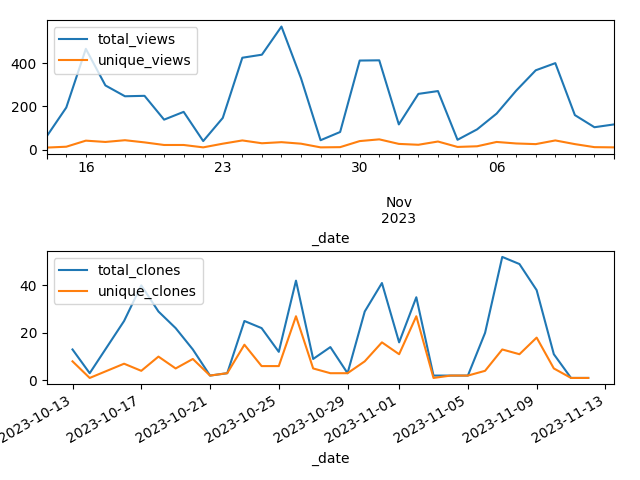 total_views
unique_views
400
200
0
16
23
30
06
Nov
2023
_date
total_clones
unique_clones
40
20
0
2023-10-13
2023-10-17
2023-10-21
2023-10-25
2023-10-29
2023-11-01
2023-11-05
2023-11-09
2023-11-13
_date